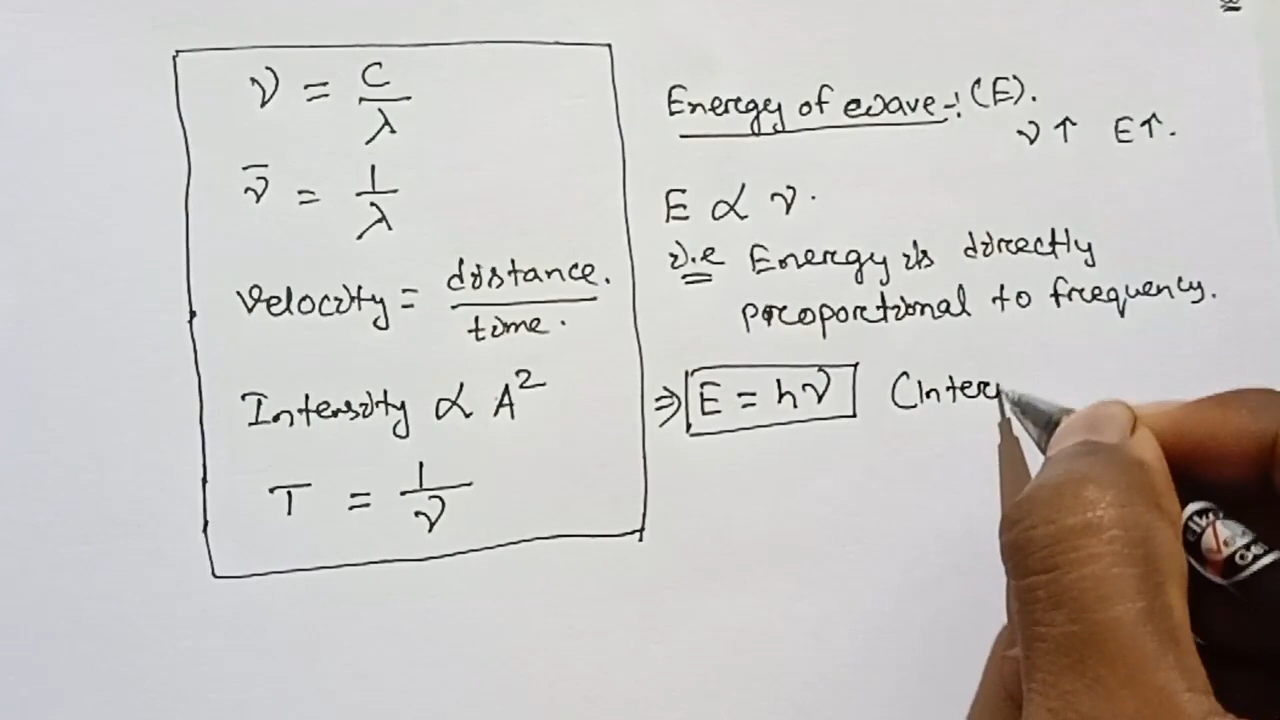 ν = c/λ
ν̄ = 1/λ
Velocity = distance./time.
Intensity ∝ A²
T = 1/ν
Energy of wave -: (E).
ν↑ E↑.
E ∝ ν.
i.e Energy is directly
proportional to frequency.
⇒ E = hν (Inter